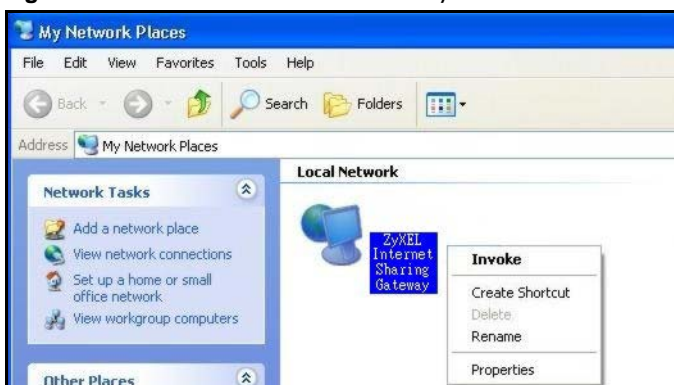 My Network Places
File Edit View Favorites Tools Help
Back Search Folders
Address My Network Places
Network Tasks
Add a network place
View network connections
Set up a home or small
office network
View workgroup computers
Other Places
Local Network
ZyXEL
Internet
Sharing
Gateway
Invoke
Create Shortcut
Delete
Rename
Properties